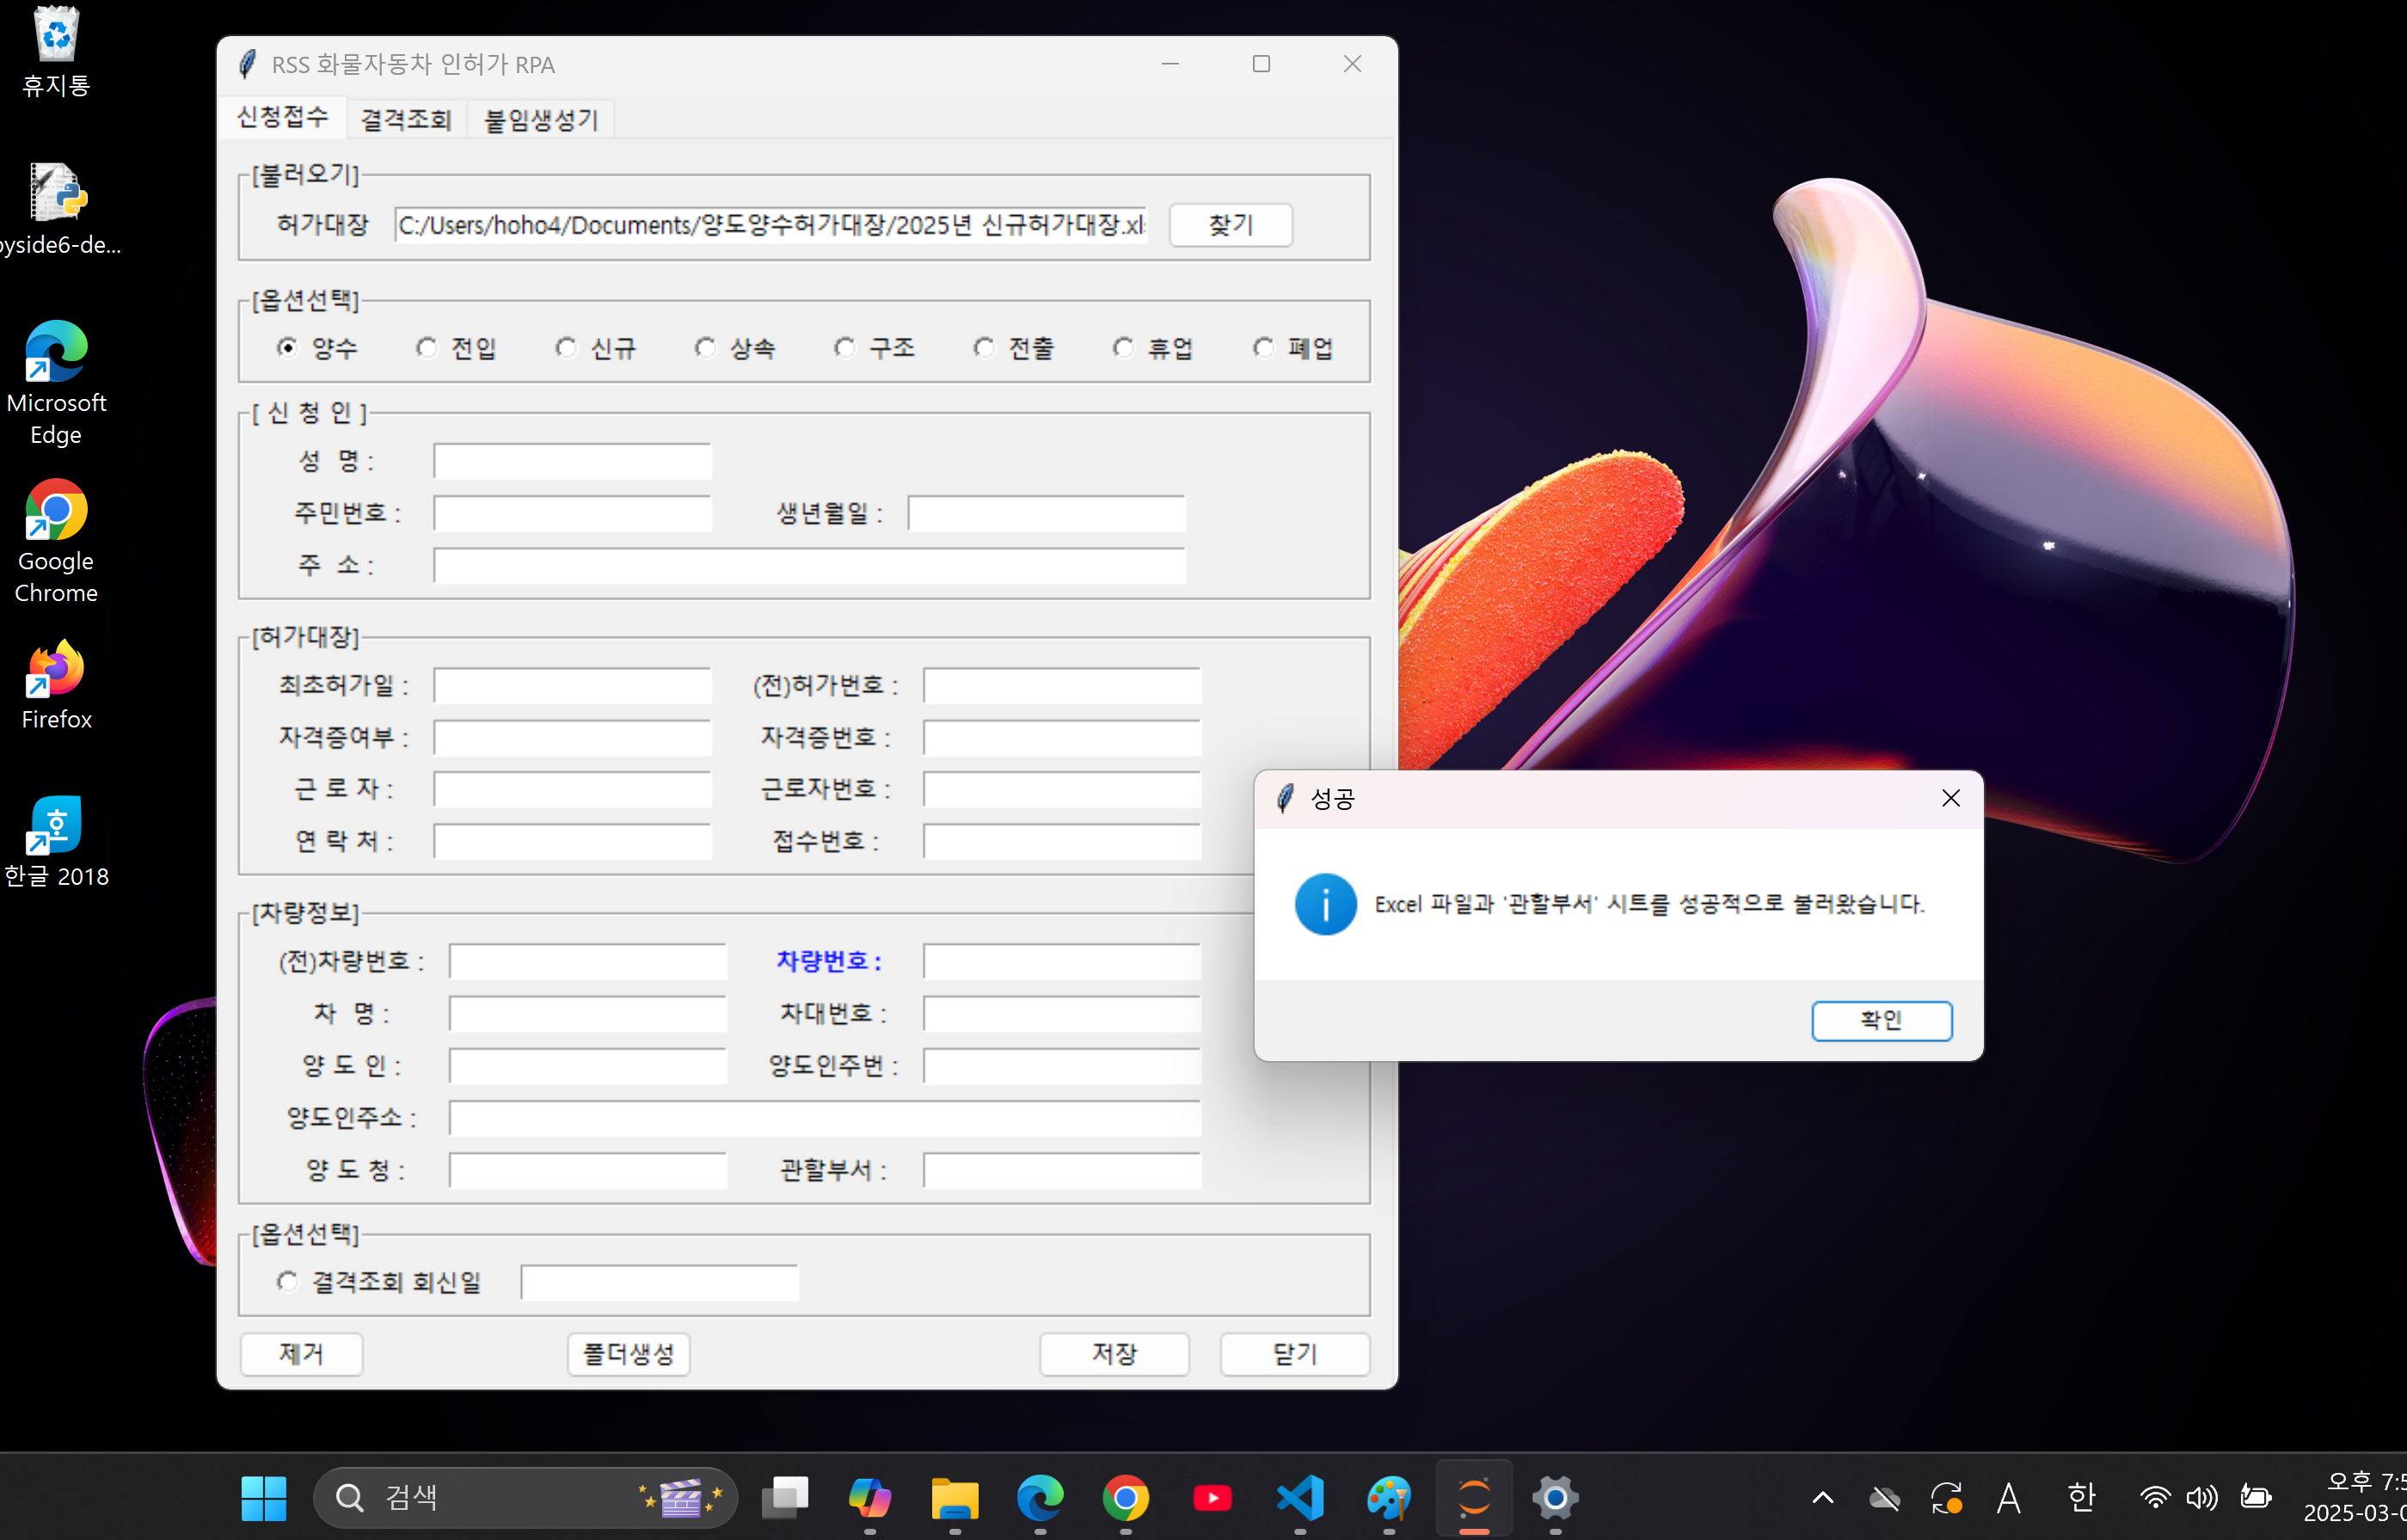 휴지통
yside6-de...
Microsoft
Edge
Google
Chrome
Firefox
한글 2018
RSS 화물자동차 인허가 RPA
신청접수 결격조회 붙임생성기
[불러오기]
허가대장 C:/Users/hoho4/Documents/양도양수허가대장/2025년 신규허가대장.xl 찾기
[옵션선택]
양수 전입 신규 상속 구조 전출 휴업 폐업
[ 신 청 인 ]
성 명 :
주민번호 : 생년월일 :
주 소 :
[허가대장]
최초허가일 : (전)허가번호 :
자격증여부 : 자격증번호 :
근 로 자 : 근로자번호 :
연 락 처 : 접수번호 :
[차량정보]
(전)차량번호 : 차량번호 :
차 명 : 차대번호 :
양 도 인 : 양도인주번 :
양도인주소 :
양 도 청 : 관할부서 :
[옵션선택]
결격조회 회신일
제거 폴더생성 저장 닫기
성공
Excel 파일과 '관할부서' 시트를 성공적으로 불러왔습니다.
확인
검색
A 한
오후 7:5
2025-03-0